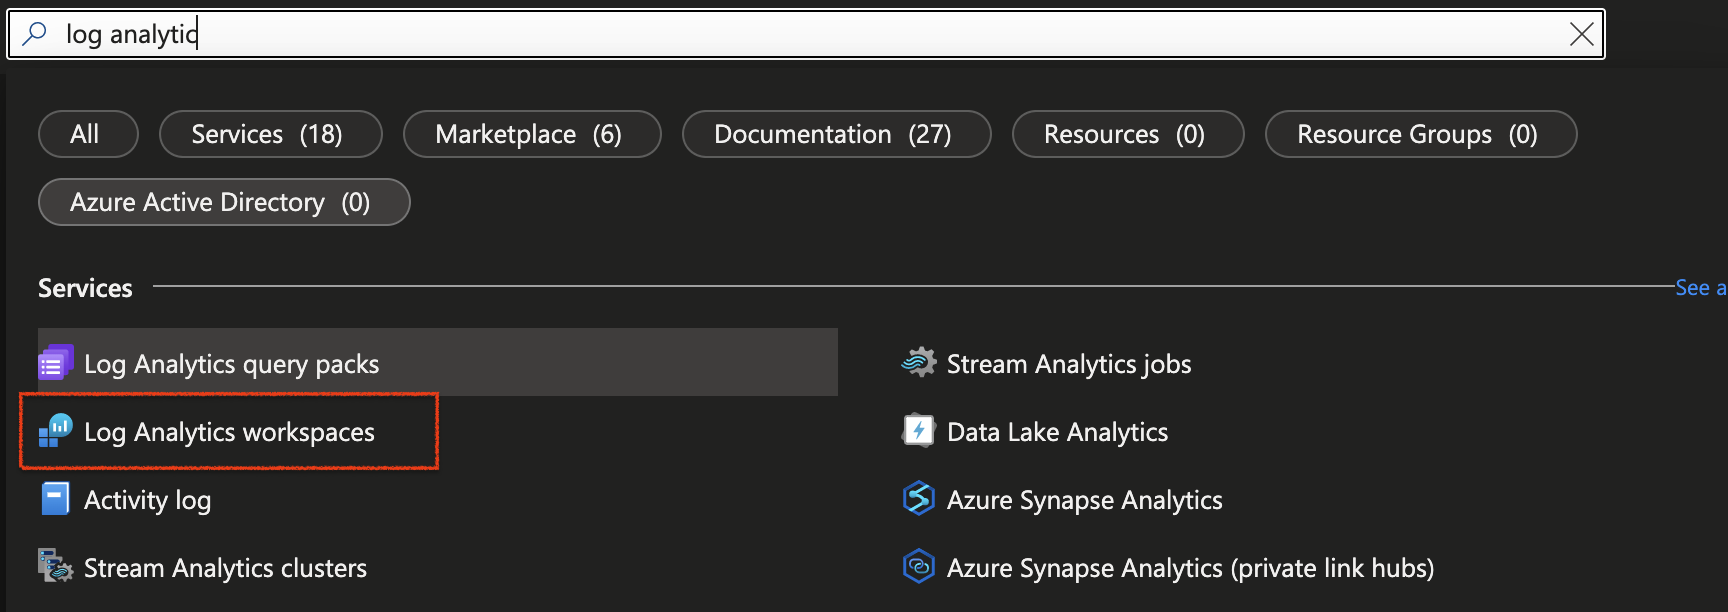 log analytic
All
Services (18)
Marketplace (6)
Documentation (27)
Resources (0)
Resource Groups (0)
Azure Active Directory (0)
Services
See a
Log Analytics query packs
Stream Analytics jobs
Log Analytics workspaces
Data Lake Analytics
Activity log
Azure Synapse Analytics
Stream Analytics clusters
Azure Synapse Analytics (private link hubs)